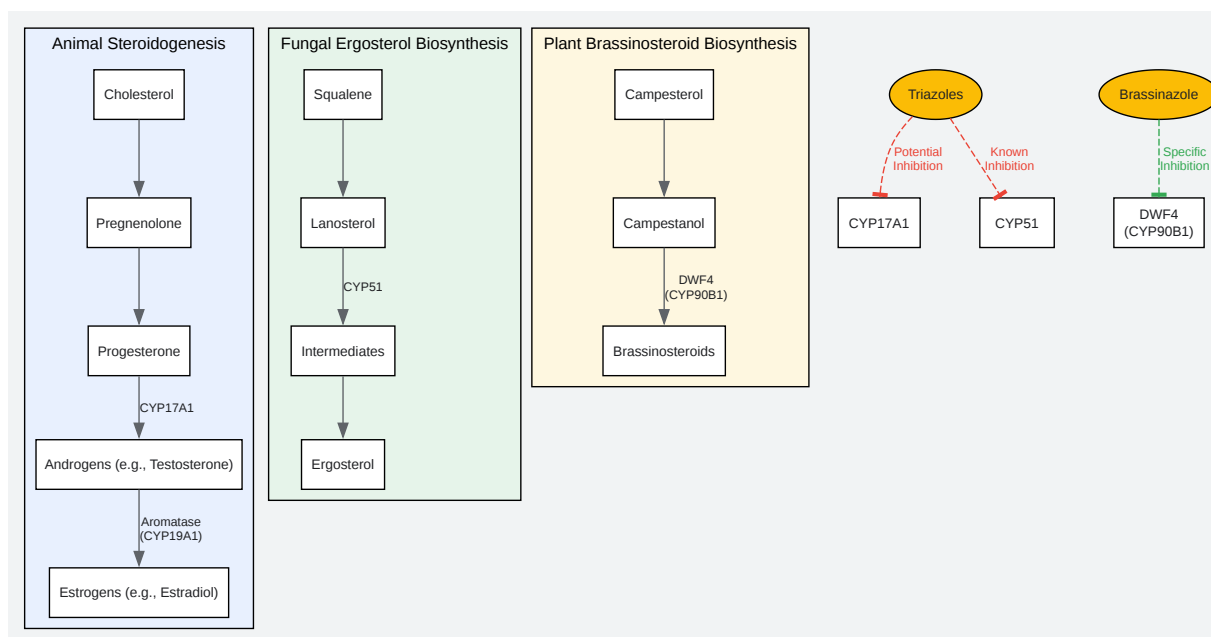 Animal Steroidogenesis
Cholesterol
Pregnenolone
Progesterone
CYP17A1
Androgens (e.g., Testosterone)
Aromatase
(CYP19A1)
Estrogens (e.g., Estradiol)
Fungal Ergosterol Biosynthesis
Squalene
Lanosterol
CYP51
Intermediates
Ergosterol
Plant Brassinosteroid Biosynthesis
Campesterol
Campestanol
DWF4
(CYP90B1)
Brassinosteroids
Triazoles
Potential
Inhibition
Known
Inhibition
CYP17A1
CYP51
Brassinazole
Specific
Inhibition
DWF4
(CYP90B1)